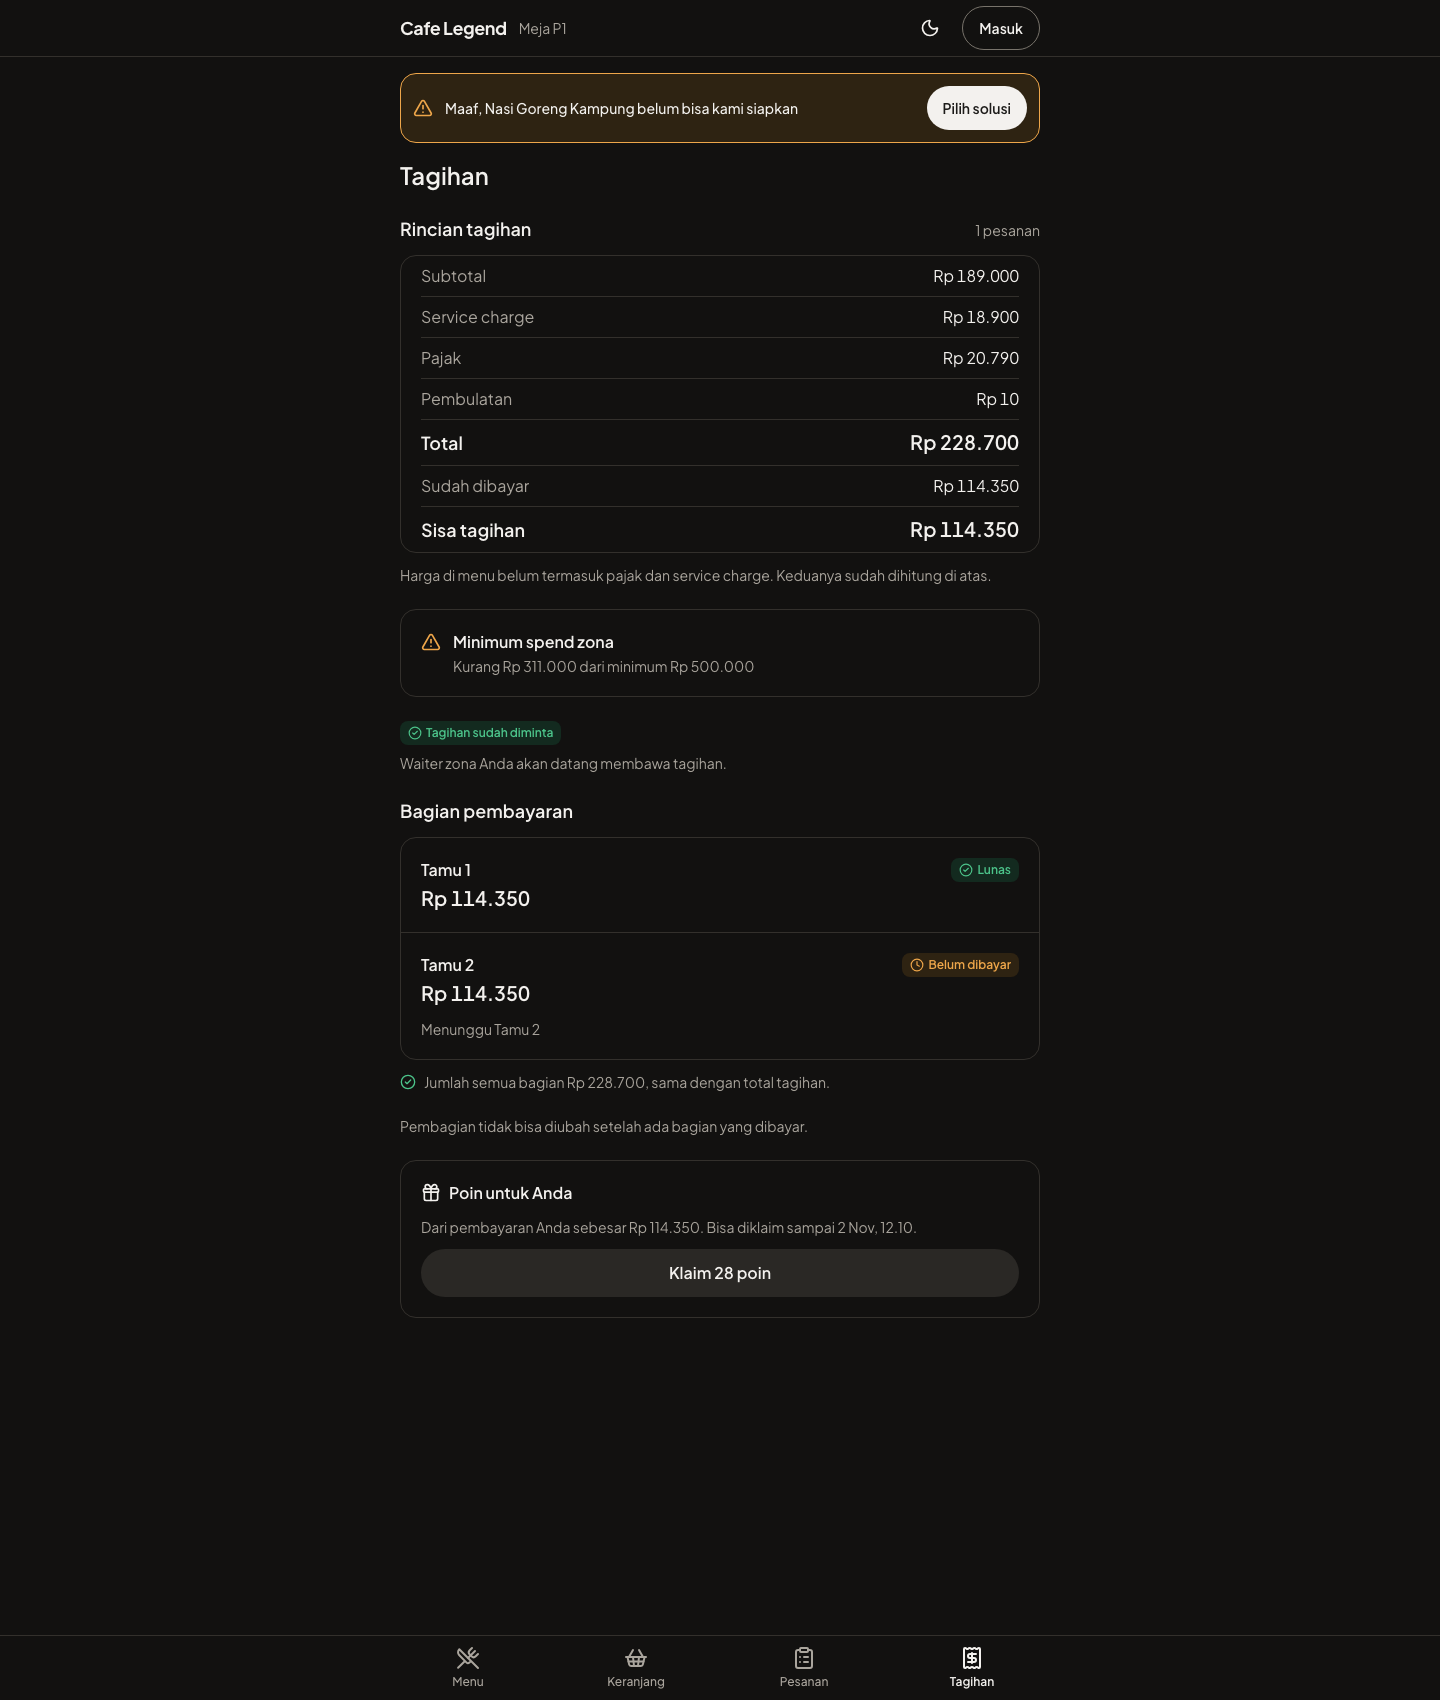 Cafe Legend Meja P1 Masuk
Maaf, Nasi Goreng Kampung belum bisa kami siapkan Pilih solusi
Tagihan
Rincian tagihan 1 pesanan
Subtotal Rp 189.000
Service charge Rp 18.900
Pajak Rp 20.790
Pembulatan Rp 10
Total Rp 228.700
Sudah dibayar Rp 114.350
Sisa tagihan Rp 114.350
Harga di menu belum termasuk pajak dan service charge. Keduanya sudah dihitung di atas.
Minimum spend zona
Kurang Rp 311.000 dari minimum Rp 500.000
Tagihan sudah diminta
Waiter zona Anda akan datang membawa tagihan.
Bagian pembayaran
Tamu 1 Lunas
Rp 114.350
Tamu 2 Belum dibayar
Rp 114.350
Menunggu Tamu 2
Jumlah semua bagian Rp 228.700, sama dengan total tagihan.
Pembagian tidak bisa diubah setelah ada bagian yang dibayar.
Poin untuk Anda
Dari pembayaran Anda sebesar Rp 114.350. Bisa diklaim sampai 2 Nov, 12.10.
Klaim 28 poin
Menu Keranjang Pesanan Tagihan